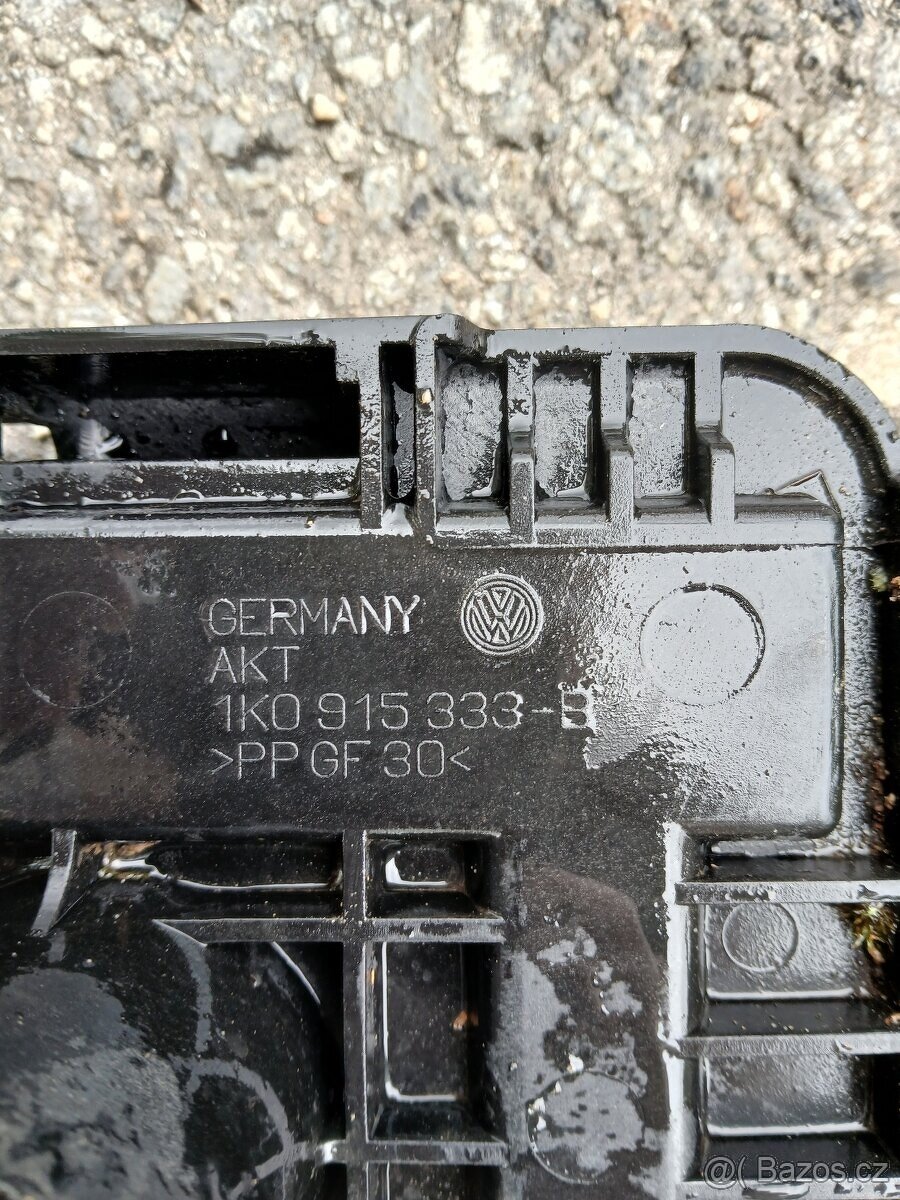 GERMANY
AKT
1K0 915 333-B
>PP GF 30<
@( Bazos.cz